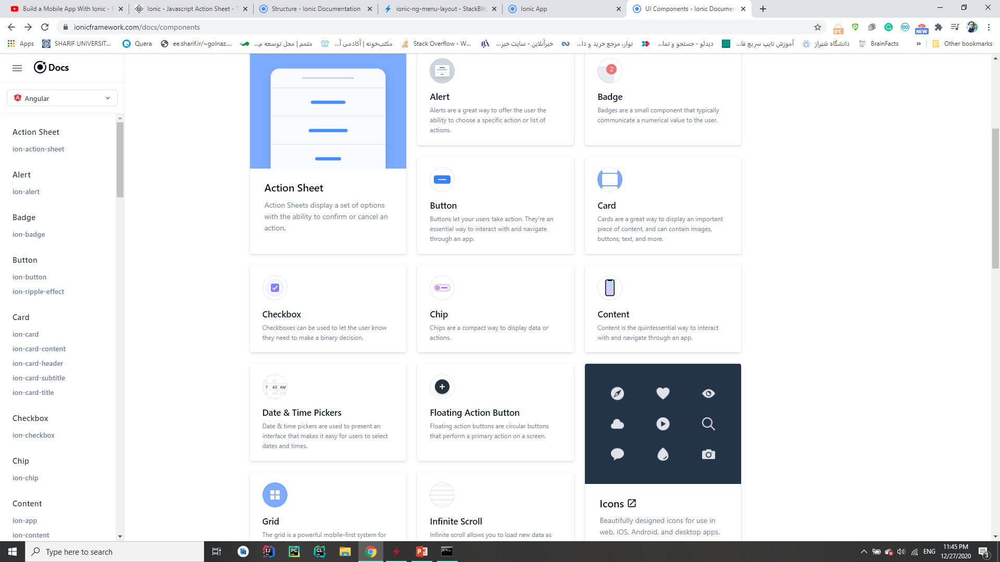 Build a Mobile App With Ionic -
Ionic - Javascript Action Sheet -
Structure - Ionic Documentation
ionic-ng-menu-layout - StackBlit
Ionic App
UI Components - Ionic Documen
ionicframework.com/docs/components
0°C
NEW
Apps
SHARIF UNIVERSIT...
Quera
ee.sharif.ir/~golnaz....
متمم | محل توسعه م...
مکتب‌خونه | آکادمی آ...
Stack Overflow - W...
خبرآنلاین - سایت خبر...
نوار، مرجع خرید و دا...
دیدئو - جستجو و تما...
آموزش تایپ سریع فا...
دانشگاه شیراز
BrainFacts
»
Other bookmarks
Docs
Angular
Action Sheet
ion-action-sheet
Alert
ion-alert
Badge
ion-badge
Button
ion-button
ion-ripple-effect
Card
ion-card
ion-card-content
ion-card-header
ion-card-subtitle
ion-card-title
Checkbox
ion-checkbox
Chip
ion-chip
Content
ion-app
ion-content
Action Sheet
Action Sheets display a set of options
with the ability to confirm or cancel an
action.
Alert
Alerts are a great way to offer the user the
ability to choose a specific action or list of
actions.
2
Badge
Badges are a small component that typically
communicate a numerical value to the user.
Button
Buttons let your users take action. They're an
essential way to interact with and navigate
through an app.
Card
Cards are a great way to display an important
piece of content, and can contain images,
buttons, text, and more.
Checkbox
Checkboxes can be used to let the user know
they need to make a binary decision.
Chip
Chips are a compact way to display data or
actions.
Content
Content is the quintessential way to interact
with and navigate through an app.
7 43 AM
Date & Time Pickers
Date & time pickers are used to present an
interface that makes it easy for users to select
dates and times.
Floating Action Button
Floating action buttons are circular buttons
that perform a primary action on a screen.
Grid
The grid is a powerful mobile-first system for
Infinite Scroll
Infinite scroll allows you to load new data as
Icons
Beautifully designed icons for use in
web, iOS, Android, and desktop apps.
Type here to search
IJ
PC
CL
ENG
11:45 PM
12/27/2020
3